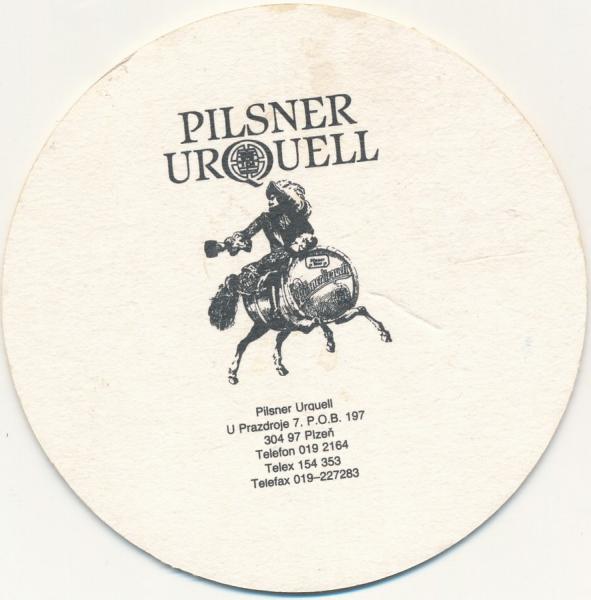 PILSNER
URQUELL
Pilsner Urquell
U Prazdroje 7. P.O.B. 197
304 97 Plzeň
Telefon 019 2164
Telex 154 353
Telefax 019–227283